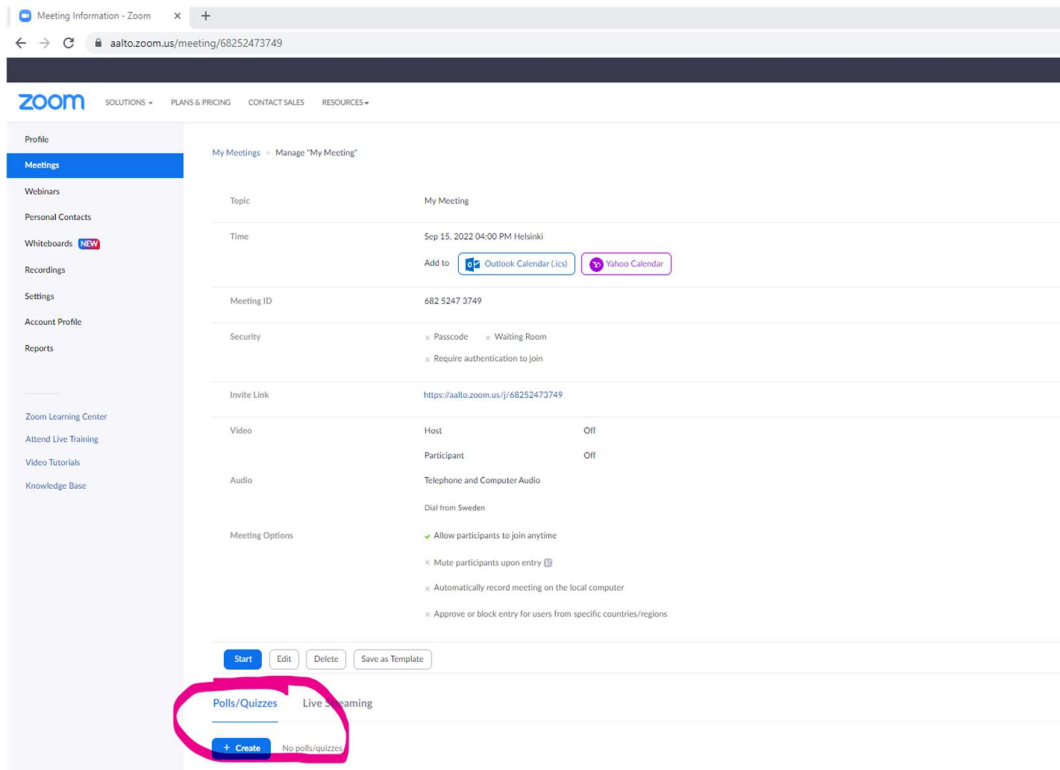 Meeting Information - Zoom
aalto.zoom.us/meeting/68252473749
zoom SOLUTIONS PLANS & PRICING CONTACT SALES RESOURCES
Profile
Meetings
Webinars
Personal Contacts
Whiteboards NEW
Recordings
Settings
Account Profile
Reports
Zoom Learning Center
Attend Live Training
Video Tutorials
Knowledge Base
My Meetings > Manage "My Meeting"
Topic My Meeting
Time Sep 15, 2022 04:00 PM Helsinki
Add to Outlook Calendar (.ics) Yahoo Calendar
Meeting ID 682 5247 3749
Security Passcode Waiting Room
Require authentication to join
Invite Link https://aalto.zoom.us/j/68252473749
Video Host Off
Participant Off
Audio Telephone and Computer Audio
Dial from Sweden
Meeting Options Allow participants to join anytime
Mute participants upon entry
Automatically record meeting on the local computer
Approve or block entry for users from specific countries/regions
Start Edit Delete Save as Template
Polls/Quizzes Live Streaming
+ Create No polls/quizzes